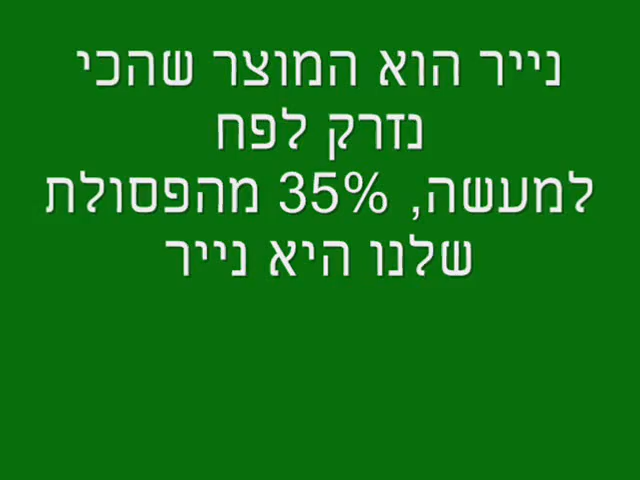 נייר הוא המוצר שהכי
נזרק לפח
למעשה, 35% מהפסולת
שלנו היא נייר